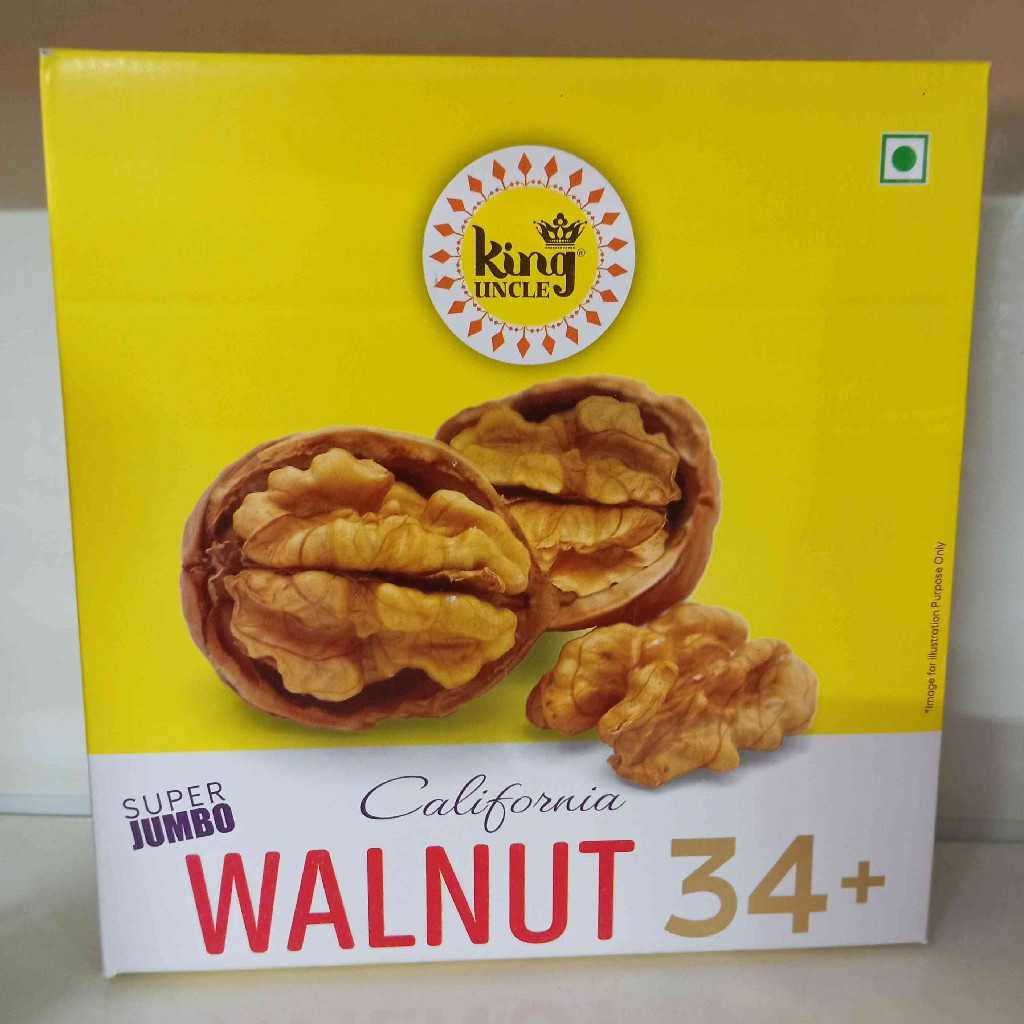 king®
UNCLE
*Image for illustration Purpose Only
SUPER
JUMBO
California
WALNUT 34+